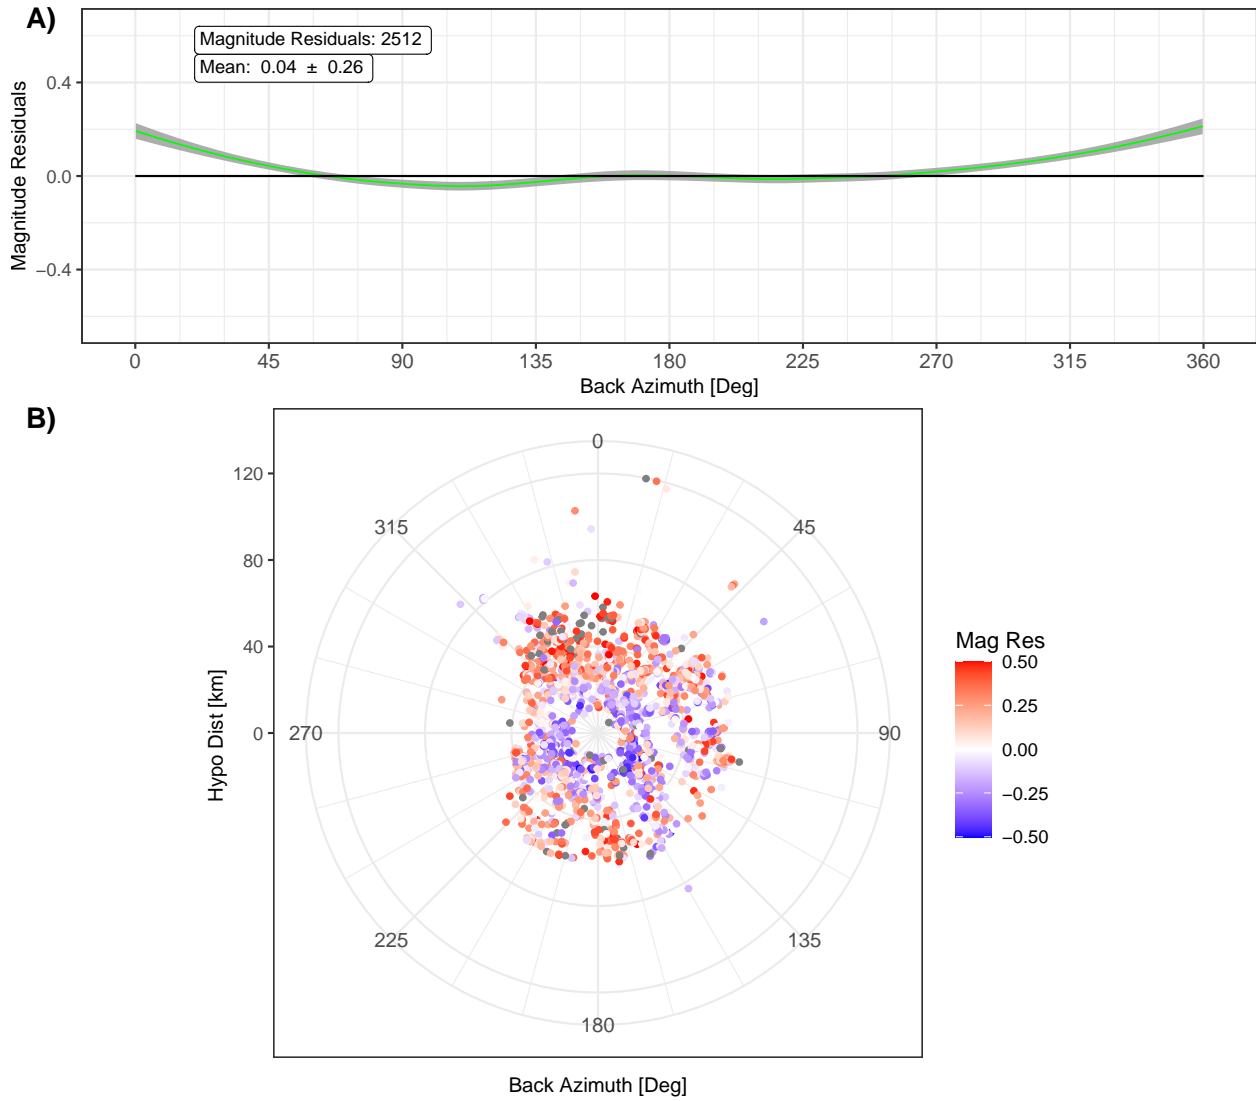 A)
Magnitude Residuals: 2512
Mean:  0.04  ±  0.26
Magnitude Residuals
0.4
0.0
−0.4
0 45 90 135 180 225 270 315 360
Back Azimuth [Deg]
B)
Hypo Dist [km]
120
80
40
0
0
45
90
135
180
225
270
315
Back Azimuth [Deg]
Mag Res
0.50
0.25
0.00
−0.25
−0.50